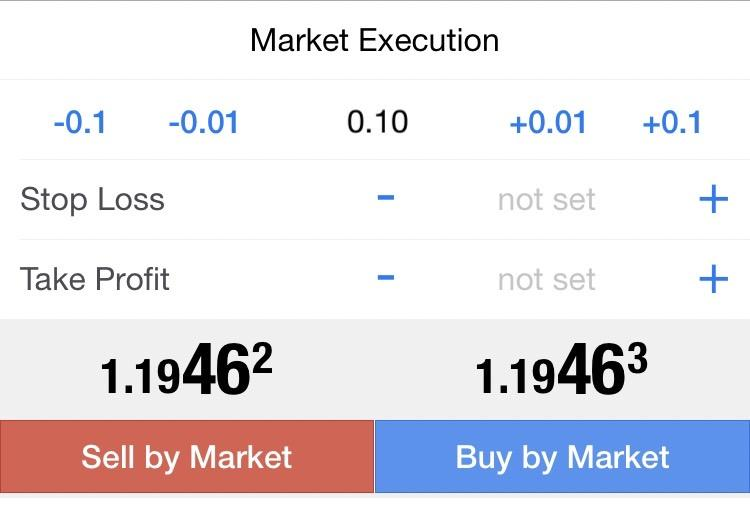 Market Execution
-0.1 -0.01 0.10 +0.01 +0.1
Stop Loss - not set +
Take Profit - not set +
1.19462 1.19463
Sell by Market Buy by Market